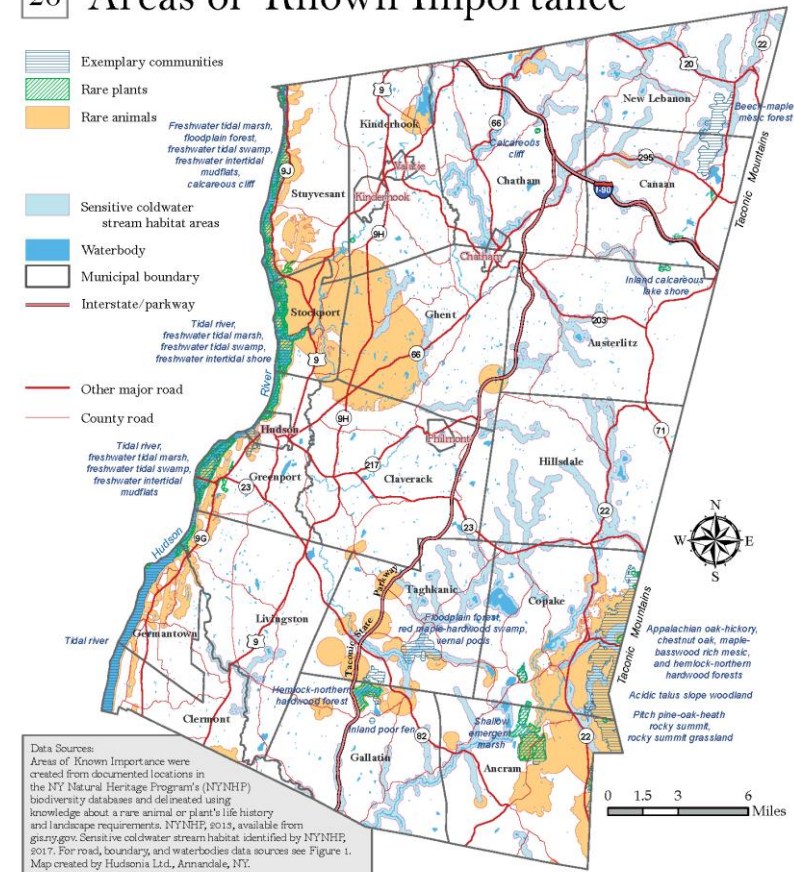 20 Areas of Known Importance
Exemplary communities
Rare plants
Rare animals
Sensitive coldwater
stream habitat areas
Waterbody
Municipal boundary
Interstate/parkway
Other major road
County road
Freshwater tidal marsh,
floodplain forest,
freshwater tidal swamp,
freshwater intertidal
mudflats,
calcareous cliff
Tidal river,
freshwater tidal marsh,
freshwater tidal swamp,
freshwater intertidal shore
Tidal river,
freshwater tidal marsh,
freshwater tidal swamp,
freshwater intertidal
mudflats
Tidal river
22
20
9
New Lebanon
Beech-maple
mesic forest
Kinderhook
66
Calcareous
cliff
295
Valatie
9J
Chatham
I-90
Canaan
Taconic Mountains
Stuyvesant
Kinderhook
9H
Chatham
Inland calcareous
lake shore
Stockport
Ghent
203
Austerlitz
9
66
River
9H
Hudson
Philmont
71
217
Hillsdale
Greenport
23
Claverack
22
23
N
W E
S
9G
Hudson
Taconic State Parkway
Taghkanic
Copake
Taconic Mountains
Livingston
Floodplain forest,
red maple-hardwood swamp,
vernal pools
Germantown
9
Appalachian oak-hickory,
chestnut oak, maple-
basswood rich mesic,
and hemlock-northern
hardwood forests
Acidic talus slope woodland
Pitch pine-oak-heath
rocky summit,
rocky summit grassland
Hemlock-northern
hardwood forest
Clermont
Inland poor fen
82
Shallow
emergent
marsh
22
Gallatin
Ancram
0 1.5 3 6
Miles
Data Sources:
Areas of Known Importance were
created from documented locations in
the NY Natural Heritage Program's (NYNHP)
biodiversity databases and delineated using
knowledge about a rare animal or plant's life history
and landscape requirements. NYNHP, 2013, available from
gis.ny.gov. Sensitive coldwater stream habitat identified by NYNHP,
2017. For road, boundary, and waterbodies data sources see Figure 1.
Map created by Hudsonia Ltd., Annandale, NY.